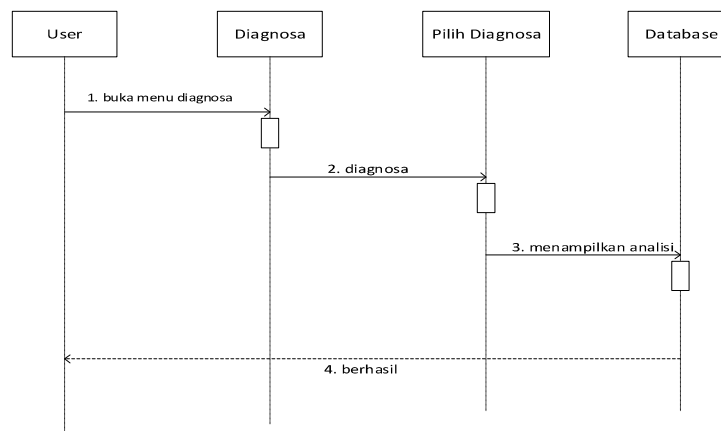 User
Diagnosa
Pilih Diagnosa
Database
1. buka menu diagnosa
2. diagnosa
3. menampilkan analisi
4. berhasil